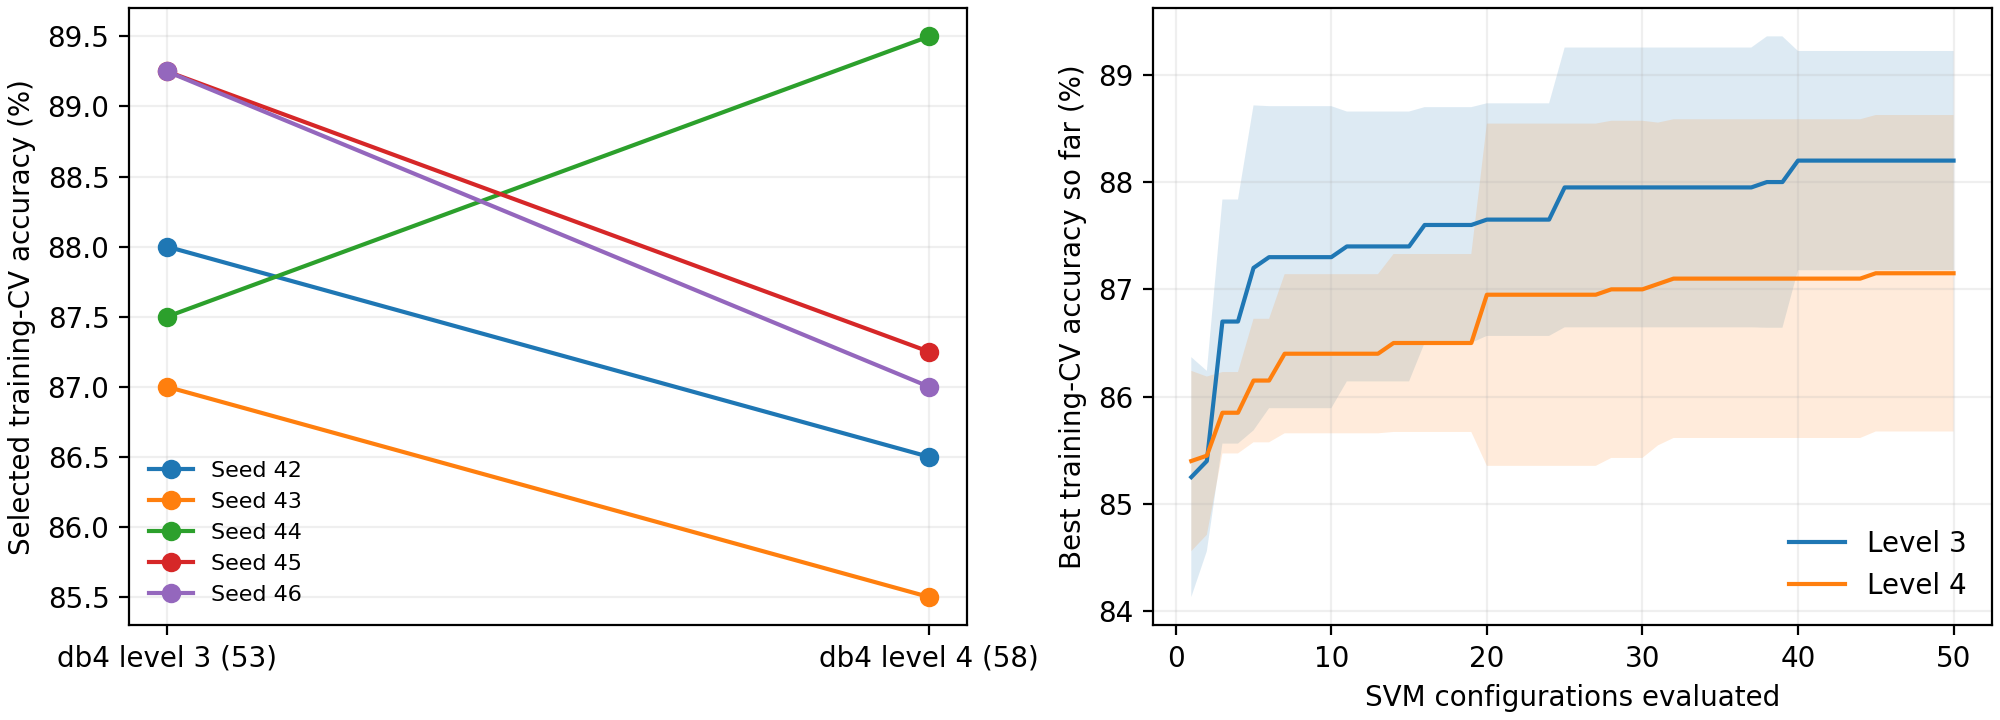 Selected training-CV accuracy (%)
89.5
89.0
88.5
88.0
87.5
87.0
86.5
86.0
85.5
Seed 42
Seed 43
Seed 44
Seed 45
Seed 46
db4 level 3 (53)
db4 level 4 (58)
Best training-CV accuracy so far (%)
89
88
87
86
85
84
Level 3
Level 4
0 10 20 30 40 50
SVM configurations evaluated